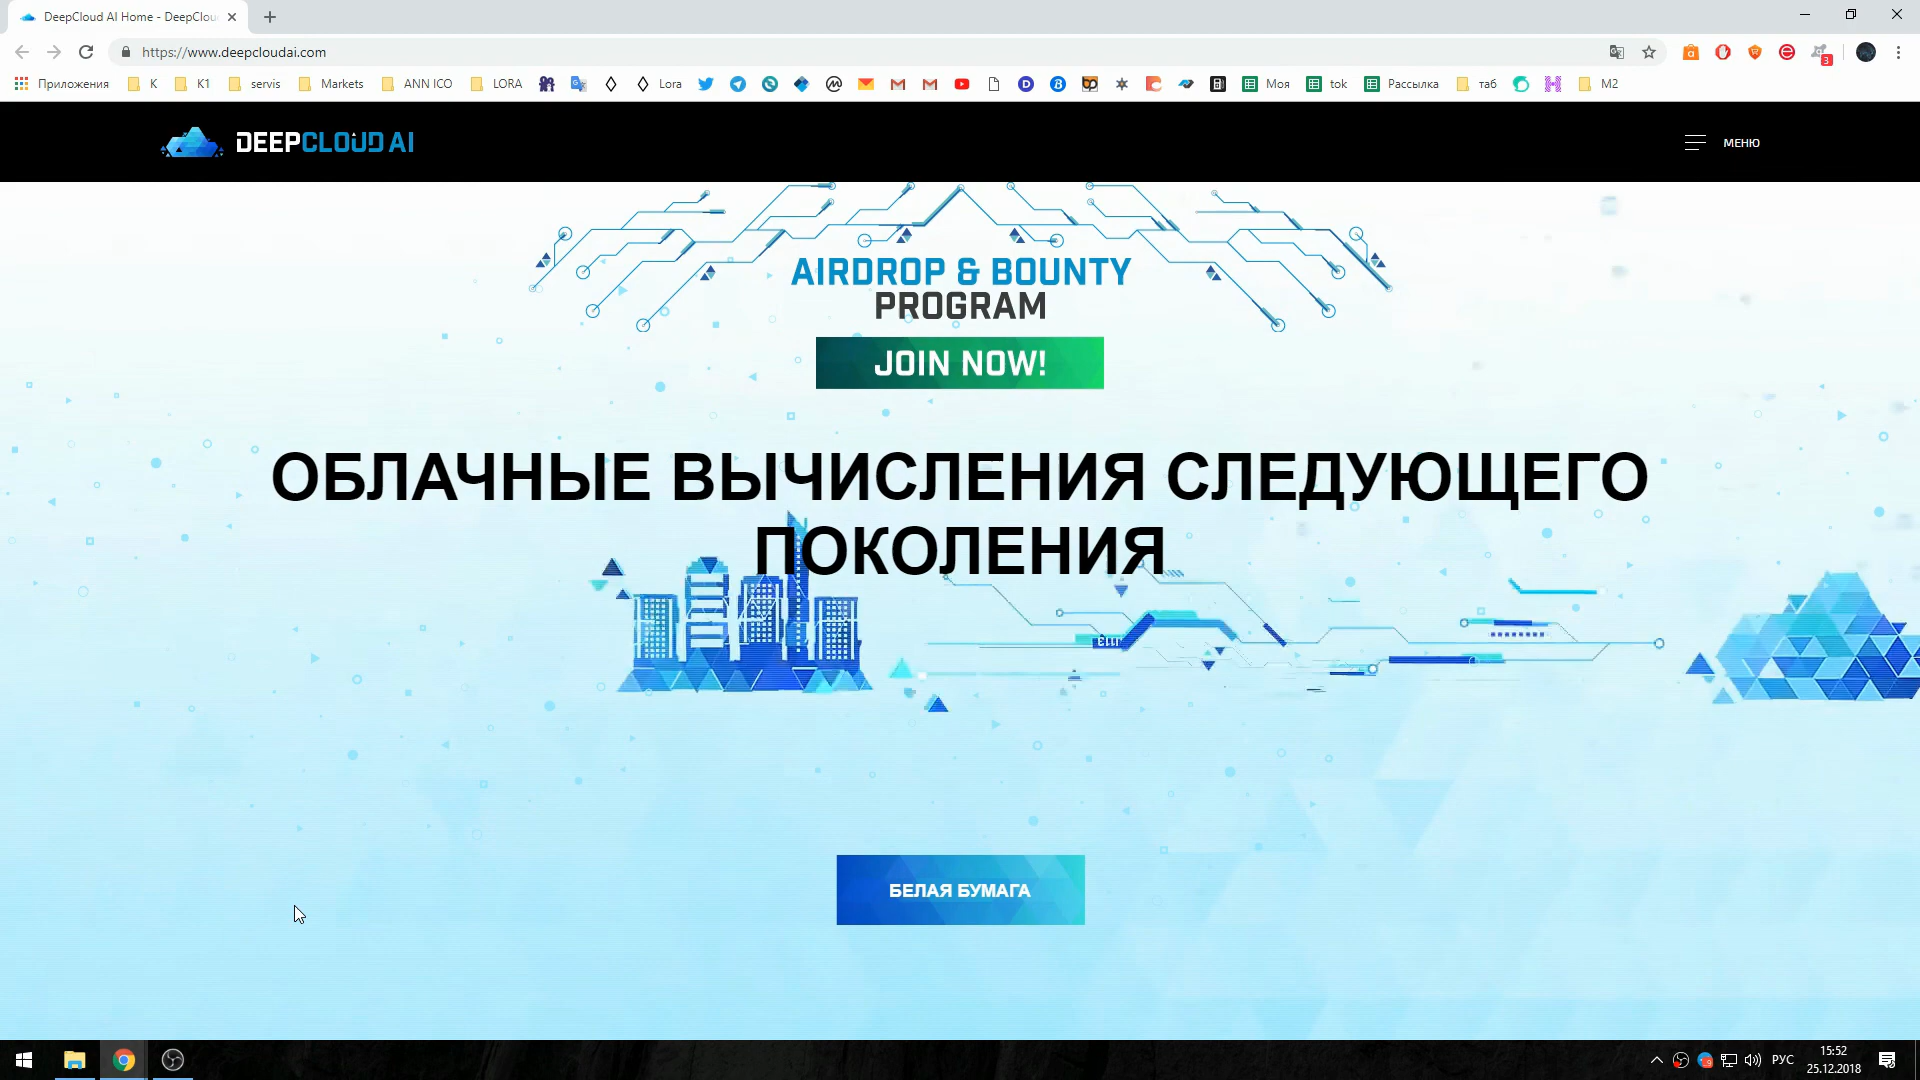 DeepCloud AI Home - DeepClou
https://www.deepcloudai.com
3
Приложения K K1 servis Markets ANN ICO LORA Lora Моя tok Рассылка таб M2
DEEPCLOUD AI
МЕНЮ
AIRDROP & BOUNTY
PROGRAM
JOIN NOW!
ОБЛАЧНЫЕ ВЫЧИСЛЕНИЯ СЛЕДУЮЩЕГО
ПОКОЛЕНИЯ
БЕЛАЯ БУМАГА
РУС
15:52
25.12.2018